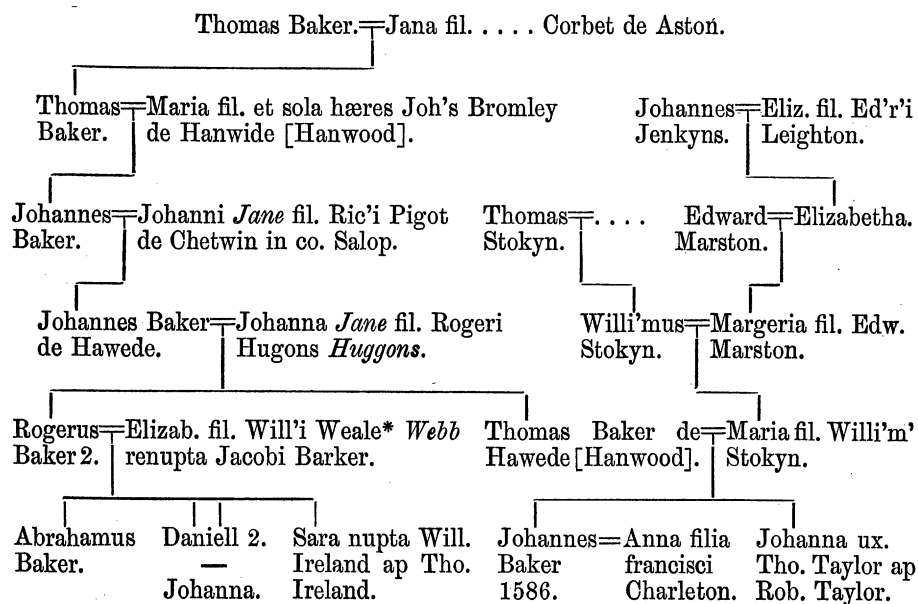 Thomas Baker.=Jana fil. . . . . . Corbet de Astoń.
Thomas=Maria fil. et sola hæres Joh's Bromley
Baker. de Hanwide [Hanwood].
Johannes=Eliz. fil. Ed'r'i
Jenkyns. Leighton.
Johannes=Johanni Jane fil. Ric'i Pigot
Baker. de Chetwin in co. Salop.
Thomas=. . . .
Stokyn.
Edward=Elizabetha.
Marston.
Johannes Baker=Johanna Jane fil. Rogeri
de Hawede. Hugons Huggons.
Willi'mus=Margeria fil. Edw.
Stokyn. Marston.
Rogerus=Elizab. fil. Will'i Weale* Webb
Baker 2. renupta Jacobi Barker.
Thomas Baker de=Maria fil. Willi'm'
Hawede [Hanwood]. Stokyn.
Abrahamus
Baker.
Daniell 2.
—
Johanna.
Sara nupta Will.
Ireland ap Tho.
Ireland.
Johannes=Anna filia
Baker francisci
1586. Charleton.
Johanna ux.
Tho. Taylor ap
Rob. Taylor.